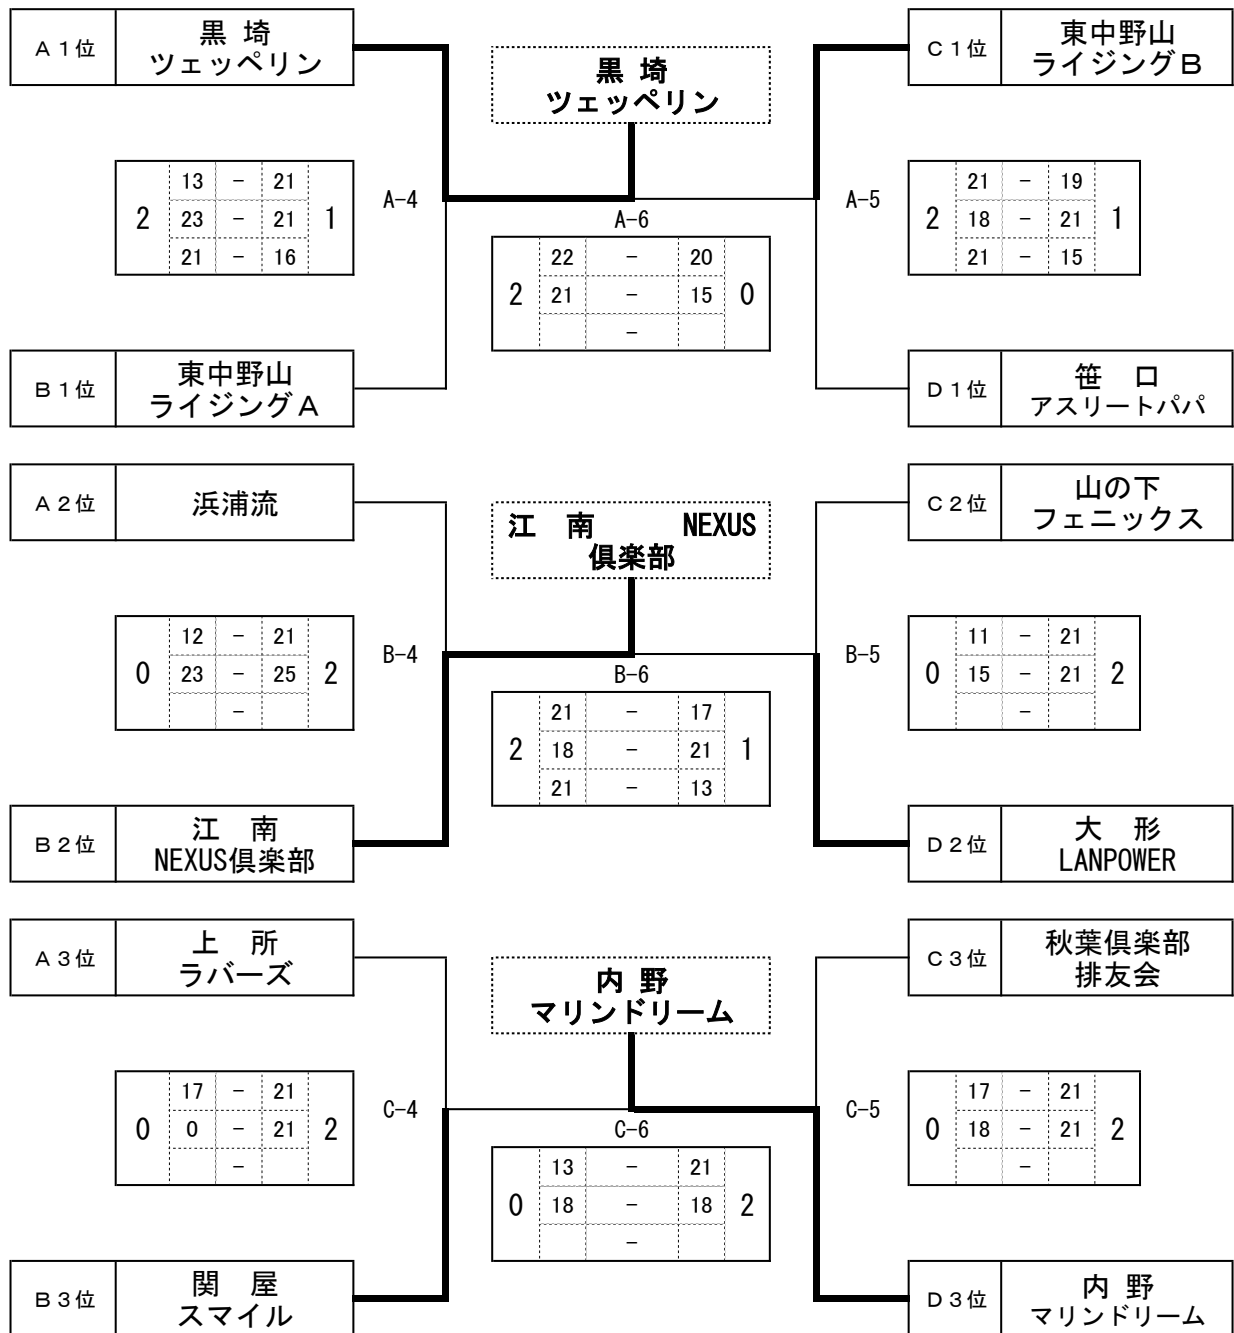 A1位
黒 埼
ツェッペリン
黒 埼
ツェッペリン
C1位
東中野山
ライジングB
A-4
2
13 - 21
23 - 21
21 - 16
1
A-6
2
22 - 20
21 - 15
-
0
A-5
2
21 - 19
18 - 21
21 - 15
1
B1位
東中野山
ライジングA
D1位
笹 口
アスリートパパ
A2位
浜浦流
江 南 NEXUS
倶楽部
C2位
山の下
フェニックス
B-4
0
12 - 21
23 - 25
-
2
B-6
2
21 - 17
18 - 21
21 - 13
1
B-5
0
11 - 21
15 - 21
-
2
B2位
江 南
NEXUS倶楽部
D2位
大 形
LANPOWER
A3位
上 所
ラバーズ
内 野
マリンドリーム
C3位
秋葉倶楽部
排友会
C-4
0
17 - 21
0 - 21
-
2
C-6
0
13 - 21
18 - 18
-
2
C-5
0
17 - 21
18 - 21
-
2
B3位
関 屋
スマイル
D3位
内 野
マリンドリーム